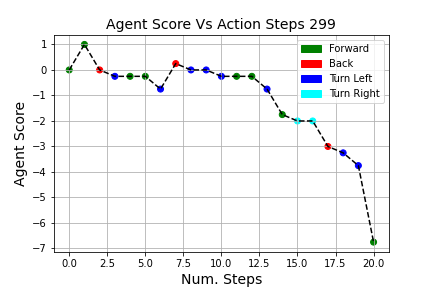 Agent Score Vs Action Steps 299
Agent Score
1
0
−1
−2
−3
−4
−5
−6
−7
Forward
Back
Turn Left
Turn Right
0.0 2.5 5.0 7.5 10.0 12.5 15.0 17.5 20.0
Num. Steps